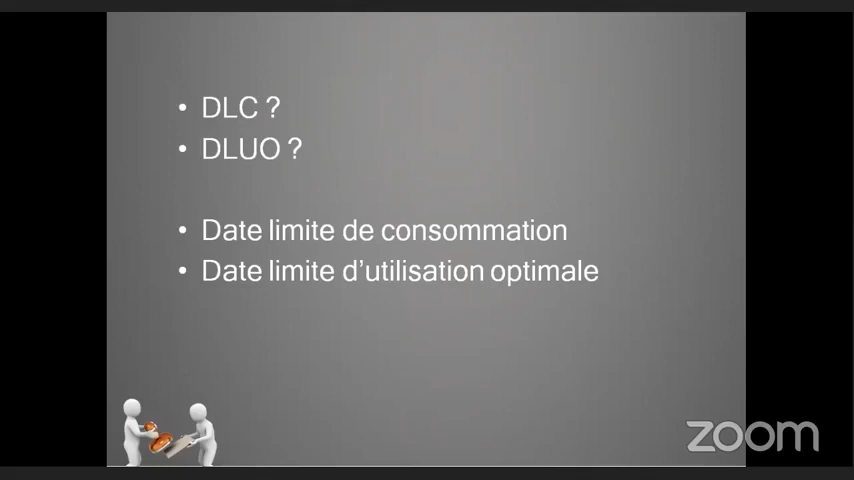 • DLC ?
• DLUO ?
• Date limite de consommation
• Date limite d’utilisation optimale
zoom